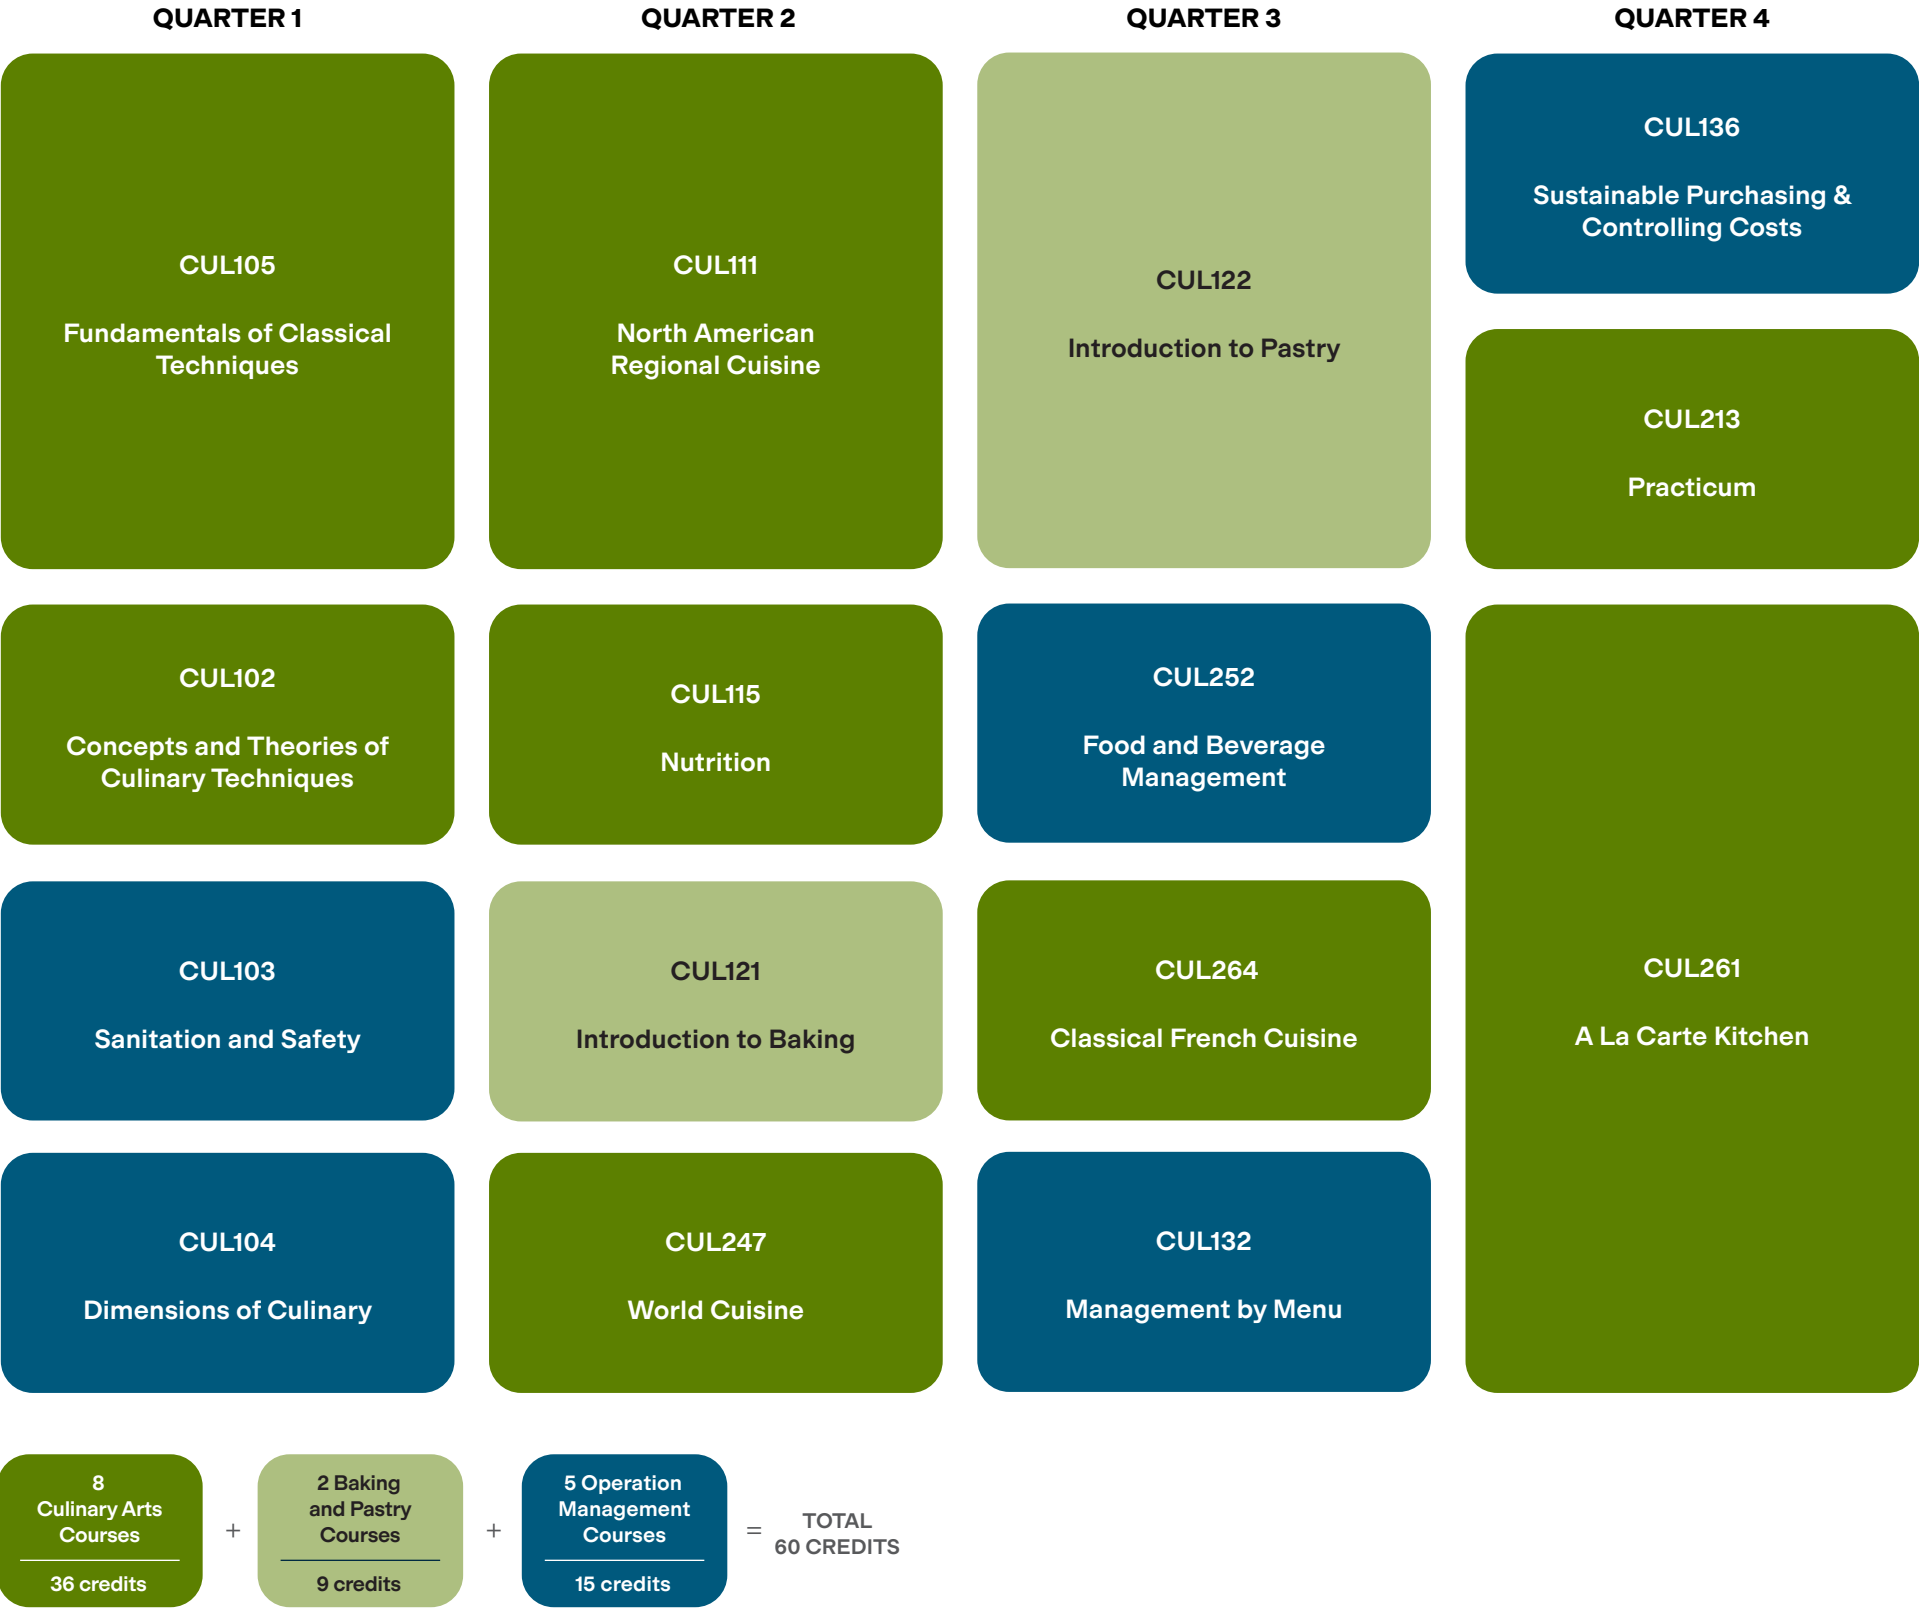 QUARTER 1
CUL105
Fundamentals of Classical
Techniques
CUL102
Concepts and Theories of
Culinary Techniques
CUL103
Sanitation and Safety
CUL104
Dimensions of Culinary
QUARTER 2
CUL111
North American
Regional Cuisine
CUL115
Nutrition
CUL121
Introduction to Baking
CUL247
World Cuisine
QUARTER 3
CUL122
Introduction to Pastry
CUL252
Food and Beverage
Management
CUL264
Classical French Cuisine
CUL132
Management by Menu
QUARTER 4
CUL136
Sustainable Purchasing &
Controlling Costs
CUL213
Practicum
CUL261
A La Carte Kitchen
8
Culinary Arts
Courses
36 credits
+
2 Baking
and Pastry
Courses
9 credits
+
5 Operation
Management
Courses
15 credits
=
TOTAL
60 CREDITS